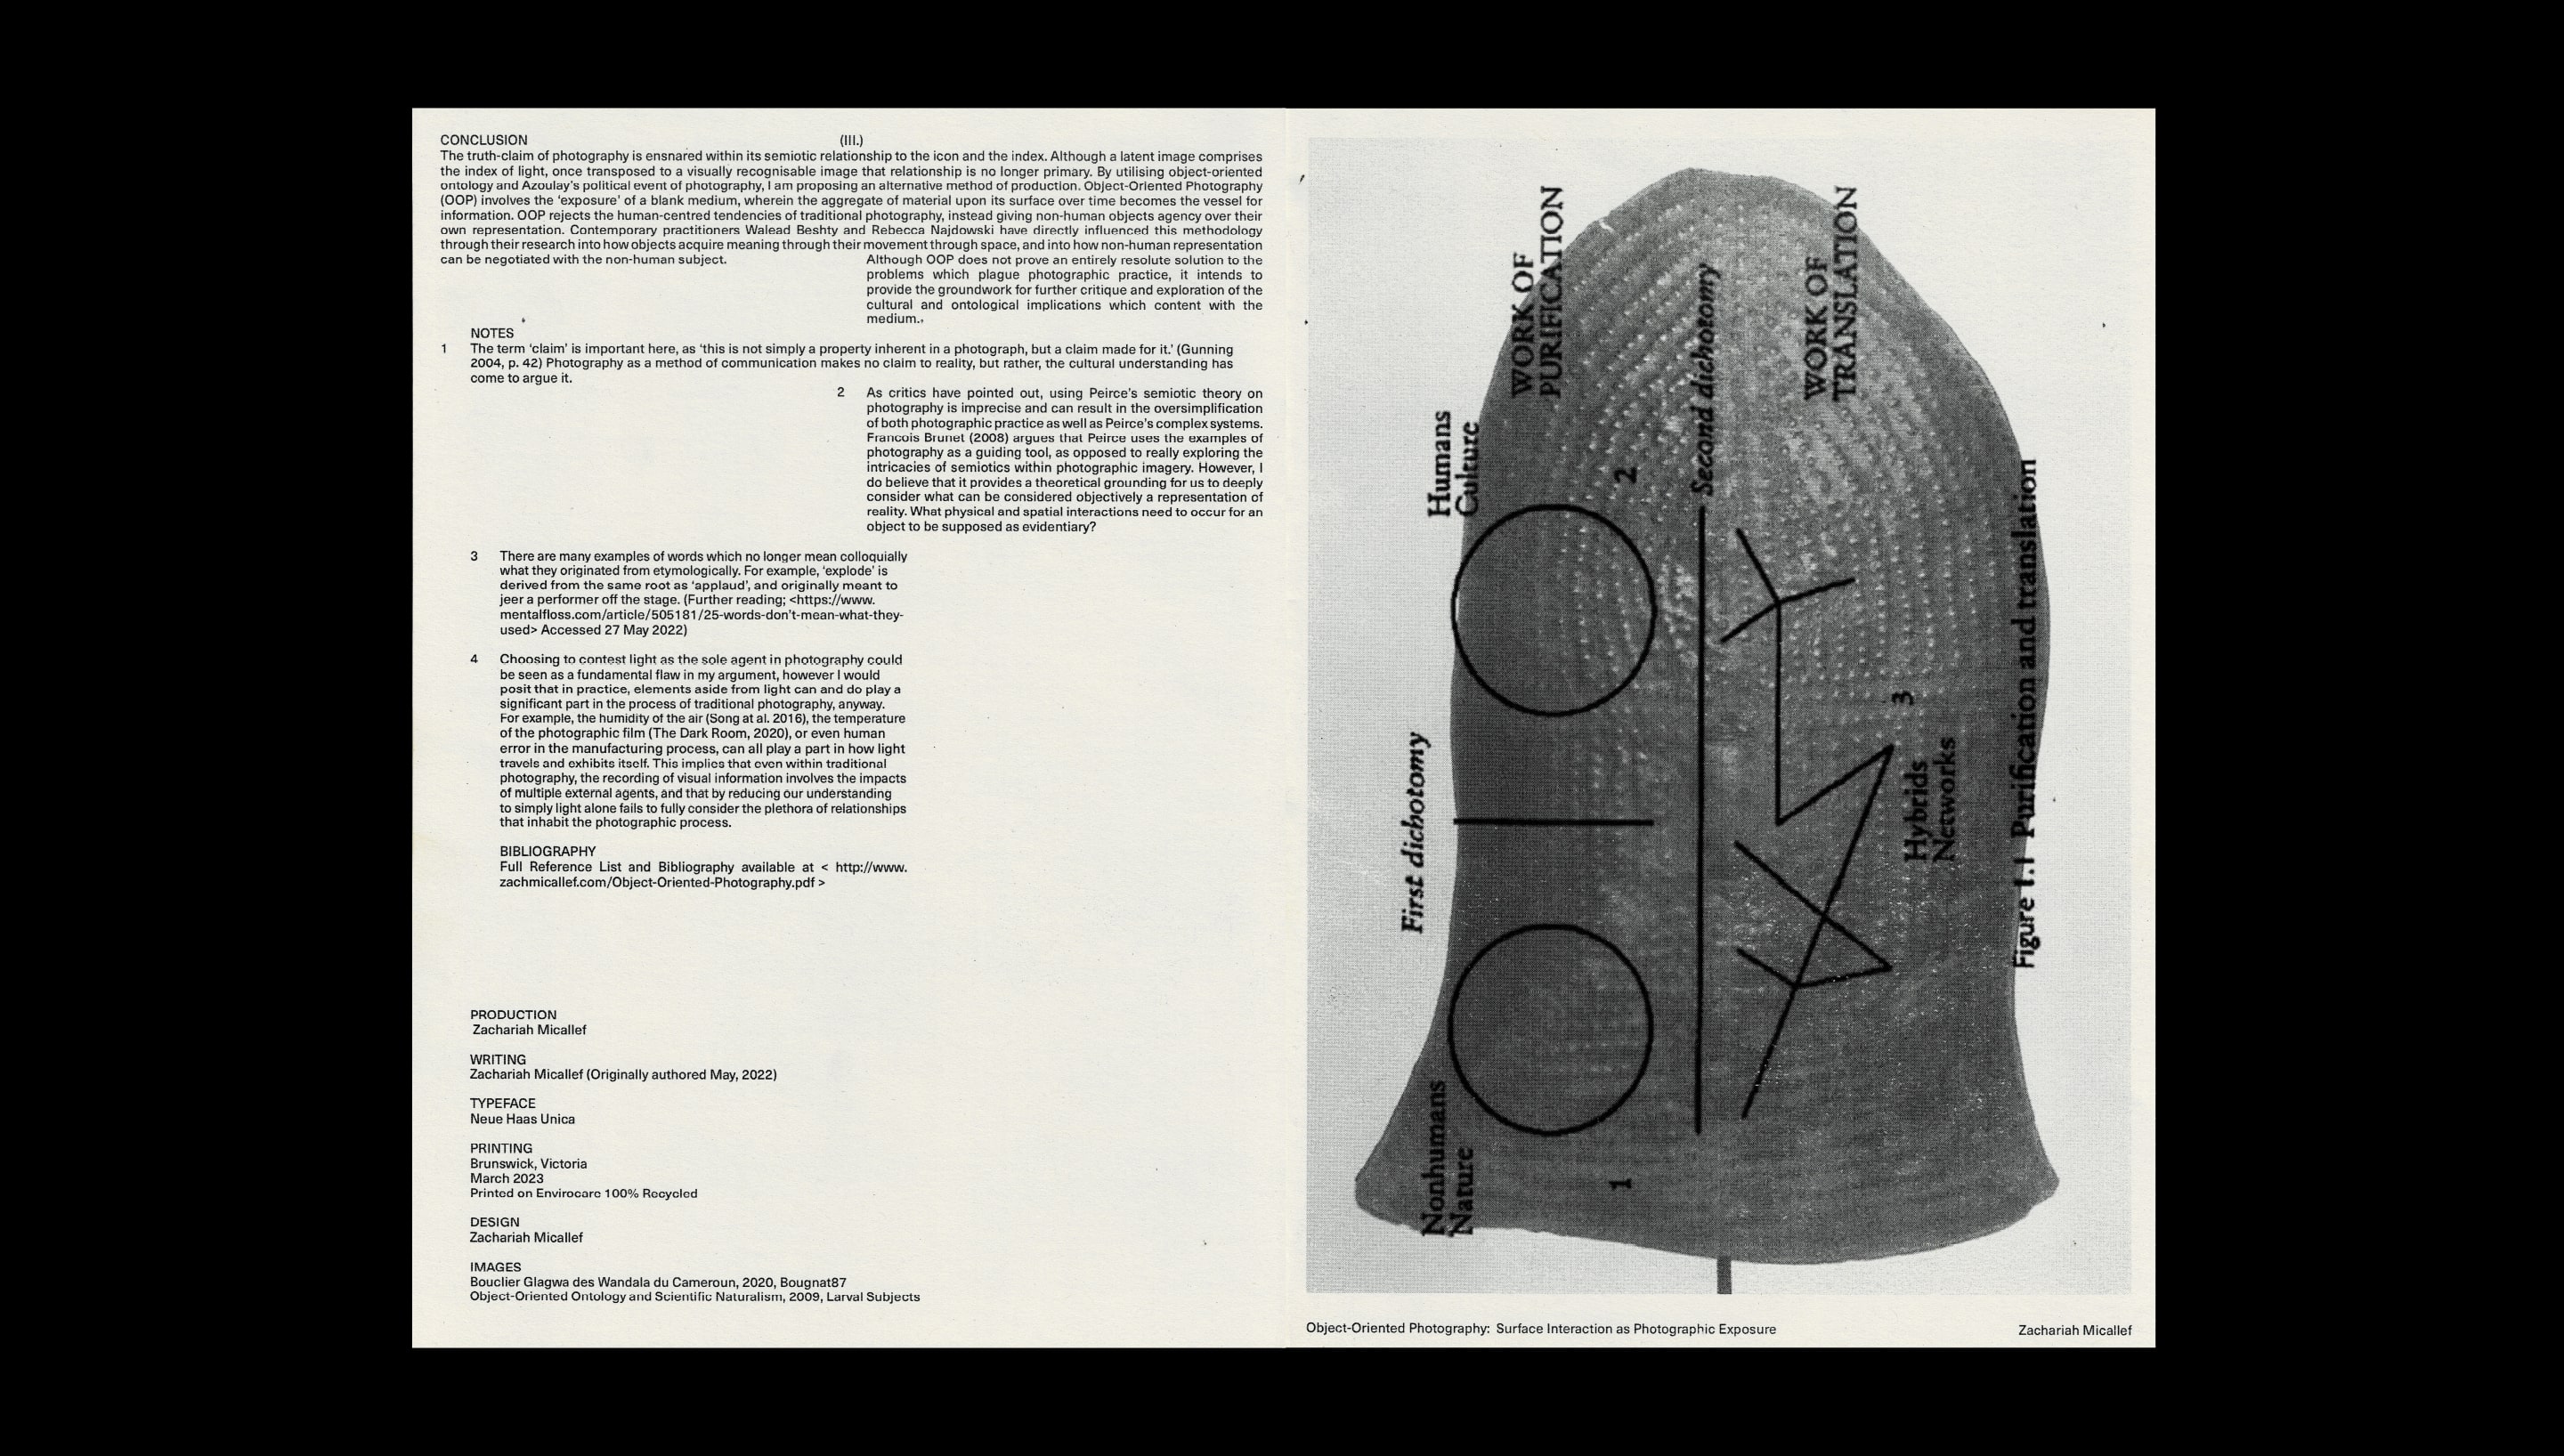 CONCLUSION (III.)
The truth-claim of photography is ensnared within its semiotic relationship to the icon and the index. Although a latent image comprises
the index of light, once transposed to a visually recognisable image that relationship is no longer primary. By utilising object-oriented
ontology and Azoulay's political event of photography, I am proposing an alternative method of production. Object-Oriented Photography
(OOP) involves the 'exposure' of a blank medium, wherein the aggregate of material upon its surface over time becomes the vessel for
information. OOP rejects the human-centred tendencies of traditional photography, instead giving non-human objects agency over their
own representation. Contemporary practitioners Walead Beshty and Rebecca Najdowski have directly influenced this methodology
through their research into how objects acquire meaning through their movement through space, and into how non-human representation
can be negotiated with the non-human subject.
Although OOP does not prove an entirely resolute solution to the
problems which plague photographic practice, it intends to
provide the groundwork for further critique and exploration of the
cultural and ontological implications which content with the
medium.
NOTES
1 The term 'claim' is important here, as 'this is not simply a property inherent in a photograph, but a claim made for it.' (Gunning
2004, p. 42) Photography as a method of communication makes no claim to reality, but rather, the cultural understanding has
come to argue it.
2 As critics have pointed out, using Peirce's semiotic theory on
photography is imprecise and can result in the oversimplification
of both photographic practice as well as Peirce's complex systems.
Francois Brunet (2008) argues that Peirce uses the examples of
photography as a guiding tool, as opposed to really exploring the
intricacies of semiotics within photographic imagery. However, I
do believe that it provides a theoretical grounding for us to deeply
consider what can be considered objectively a representation of
reality. What physical and spatial interactions need to occur for an
object to be supposed as evidentiary?
3 There are many examples of words which no longer mean colloquially
what they originated from etymologically. For example, 'explode' is
derived from the same root as 'applaud', and originally meant to
jeer a performer off the stage. (Further reading; <https://www.
mentalfloss.com/article/505181/25-words-don't-mean-what-they-
used> Accessed 27 May 2022)
4 Choosing to contest light as the sole agent in photography could
be seen as a fundamental flaw in my argument, however I would
posit that in practice, elements aside from light can and do play a
significant part in the process of traditional photography, anyway.
For example, the humidity of the air (Song at al. 2016), the temperature
of the photographic film (The Dark Room, 2020), or even human
error in the manufacturing process, can all play a part in how light
travels and exhibits itself. This implies that even within traditional
photography, the recording of visual information involves the impacts
of multiple external agents, and that by reducing our understanding
to simply light alone fails to fully consider the plethora of relationships
that inhabit the photographic process.
BIBLIOGRAPHY
Full Reference List and Bibliography available at < http://www.
zachmicallef.com/Object-Oriented-Photography.pdf >
PRODUCTION
Zachariah Micallef
WRITING
Zachariah Micallef (Originally authored May, 2022)
TYPEFACE
Neue Haas Unica
PRINTING
Brunswick, Victoria
March 2023
Printed on Envirocare 100% Recycled
DESIGN
Zachariah Micallef
IMAGES
Bouclier Glagwa des Wandala du Cameroun, 2020, Bougnat87
Object-Oriented Ontology and Scientific Naturalism, 2009, Larval Subjects
First dichotomy
Nonhumans
Nature
Humans
Culture
WORK OF
PURIFICATION
1
2
Second dichotomy
WORK OF
TRANSLATION
3
Hybrids
Networks
Figure 1.1 Purification and translation
Object-Oriented Photography: Surface Interaction as Photographic Exposure
Zachariah Micallef